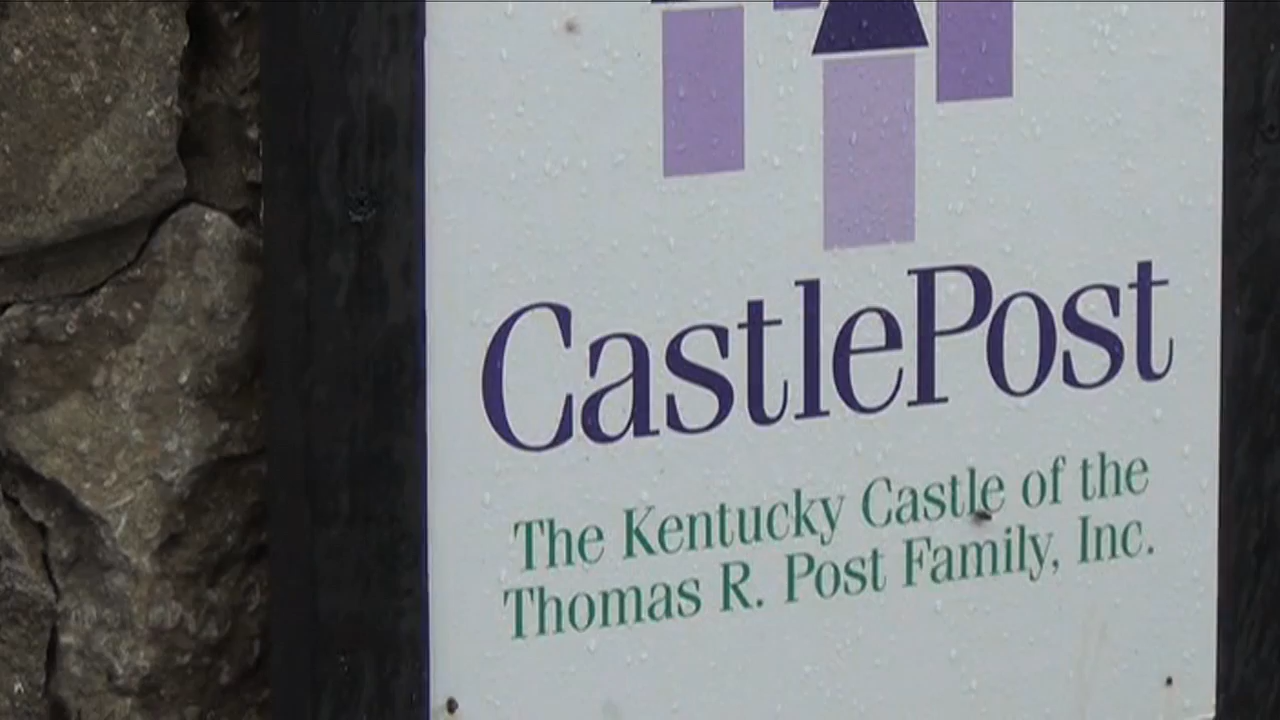 CastlePost
The Kentucky Castle of the
Thomas R. Post Family, Inc.